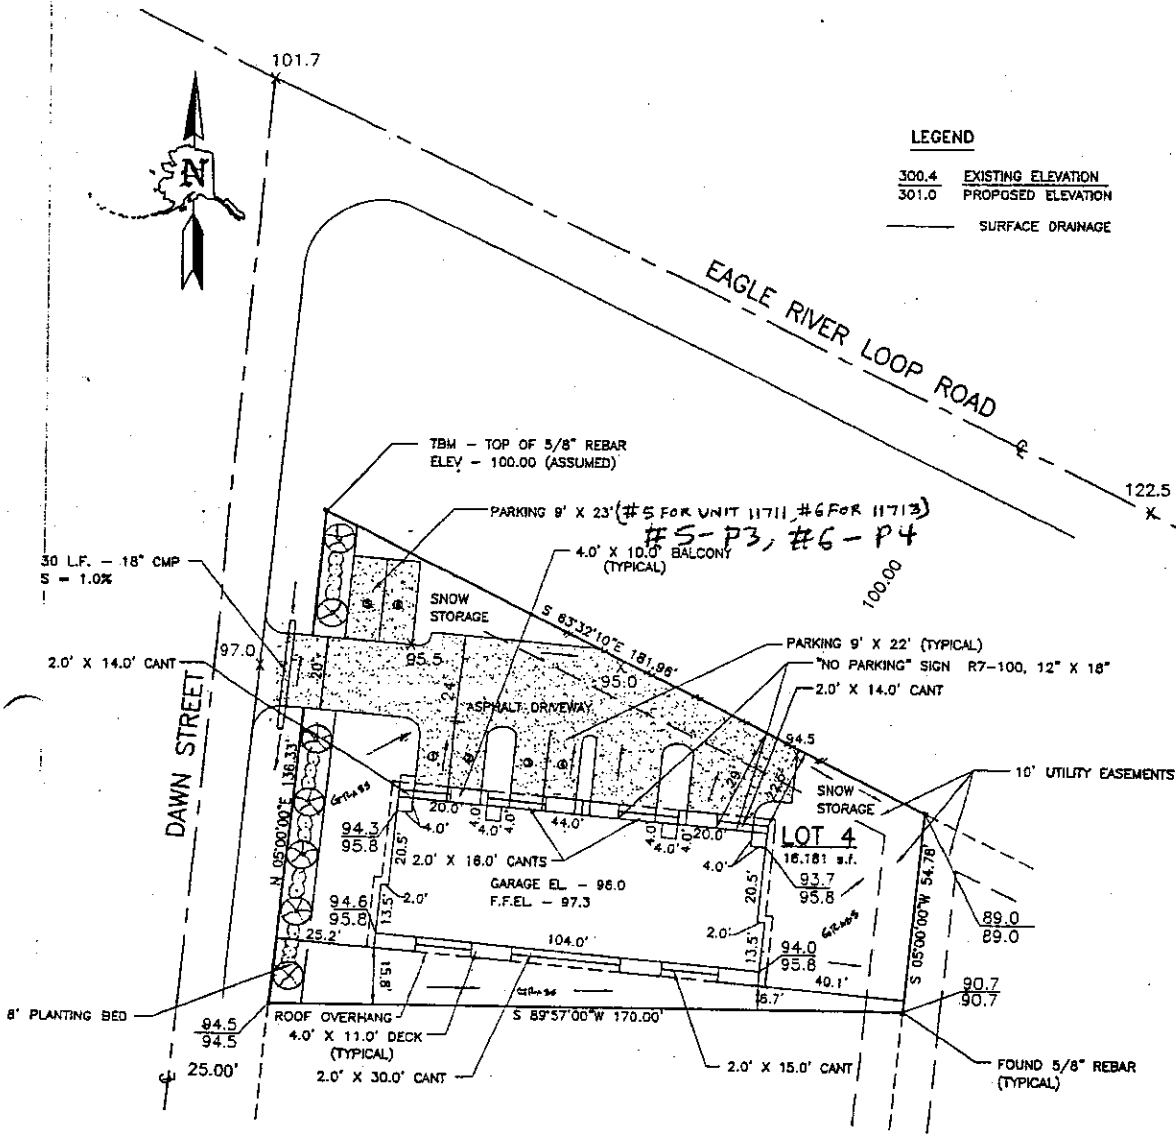 101.7
N
LEGEND
300.4 EXISTING ELEVATION
301.0 PROPOSED ELEVATION
SURFACE DRAINAGE
EAGLE RIVER LOOP ROAD
122.5
100.00
TBM - TOP OF 5/8" REBAR
ELEV - 100.00 (ASSUMED)
PARKING 9' X 23' (#5 FOR UNIT 11711, #6 FOR 11713)
#5-P3, #6-P4
4.0' X 10.0' BALCONY
(TYPICAL)
30 L.F. - 18" CMP
S = 1.0%
SNOW
STORAGE
S 63°32'10"E 181.98'
PARKING 9' X 22' (TYPICAL)
"NO PARKING" SIGN R7-100, 12" X 18"
2.0' X 14.0' CANT
97.0
20'
95.5
24'
95.0
2.0' X 14.0' CANT
ASPHALT DRIVEWAY
94.5
29'
22.0'
10' UTILITY EASEMENTS
SNOW
STORAGE
DAWN STREET
N 05°00'00"E 136.33'
GRASS
20.0'
44.0'
20.0'
4.0'
4.0'
4.0'
4.0'
4.0'
4.0'
4.0'
4.0'
LOT 4
16,181 s.f.
94.3
95.8
20.5'
2.0' X 16.0' CANTS
GARAGE EL. - 96.0
F.F.EL. - 97.3
20.5'
93.7
95.8
S 05°00'00"W 54.78'
89.0
89.0
94.6
95.8
2.0'
13.5'
2.0'
13.5'
GRASS
25.2'
104.0'
94.0
95.8
15.8'
40.1'
90.7
90.7
8' PLANTING BED
94.5
94.5
GRASS
6.7'
ROOF OVERHANG
S 89°57'00"W 170.00'
4.0' X 11.0' DECK
(TYPICAL)
25.00'
2.0' X 30.0' CANT
2.0' X 15.0' CANT
FOUND 5/8" REBAR
(TYPICAL)